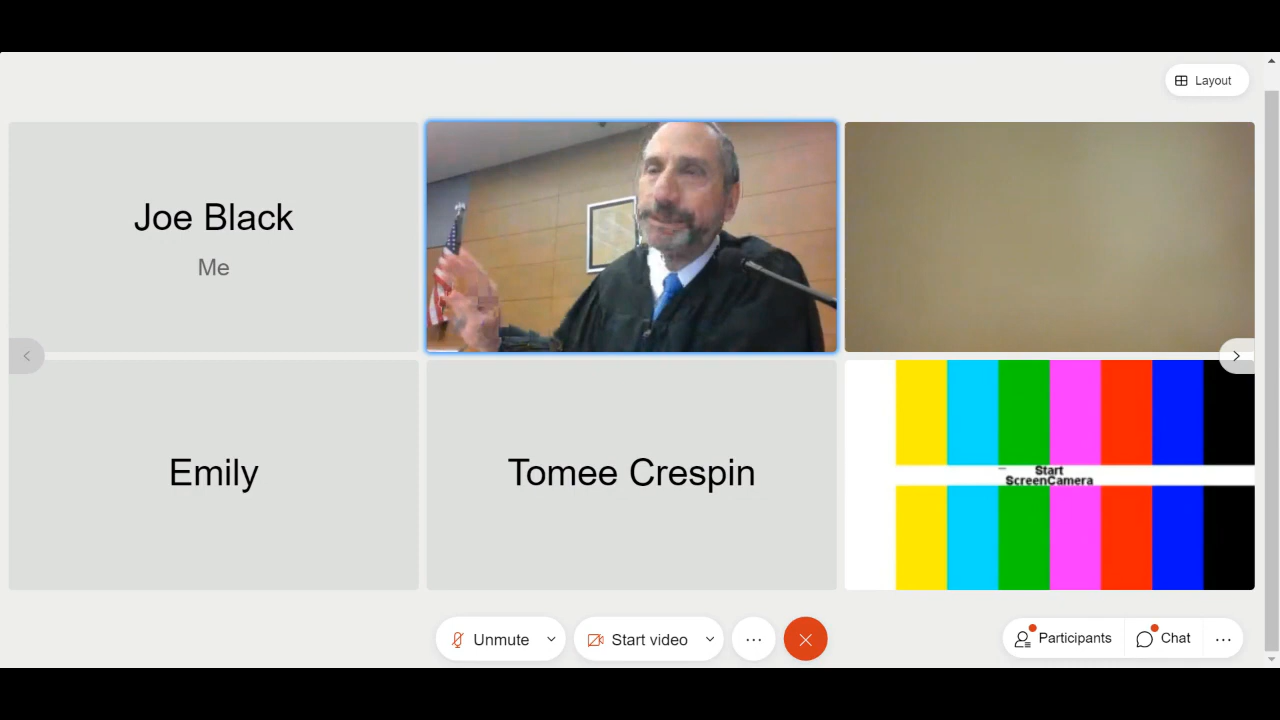 Layout
Joe Black
Me
Emily
Tomee Crespin
Start
ScreenCamera
Unmute
Start video
Participants
Chat